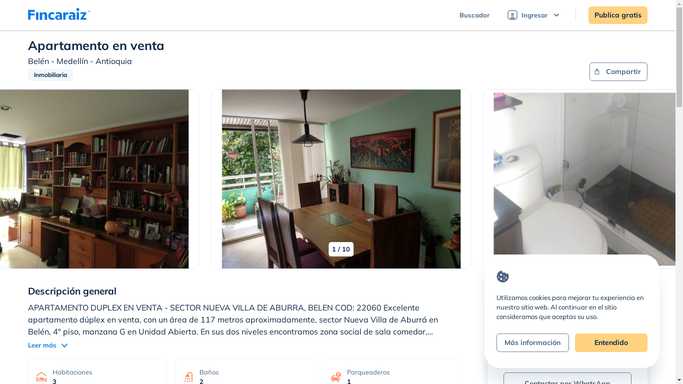 Fincaraiz
Buscador
Ingresar
Publica gratis
Apartamento en venta
Belén - Medellín - Antioquia
Inmobiliaria
Compartir
1 / 10
Descripción general
APARTAMENTO DUPLEX EN VENTA - SECTOR NUEVA VILLA DE ABURRA, BELEN COD: 22060 Excelente
apartamento dúplex en venta, con un área de 117 metros aproximadamente, sector Nueva Villa de Aburrá en
Belén, 4° piso, manzana G en Unidad Abierta. En sus dos niveles encontramos zona social de sala comedor,...
Leer más
Habitaciones
3
Baños
2
Parqueaderos
1
Utilizamos cookies para mejorar tu experiencia en
nuestro sitio web. Al continuar en el sitio
consideramos que aceptas su uso.
Más información
Entendido
Contactar por WhatsApp